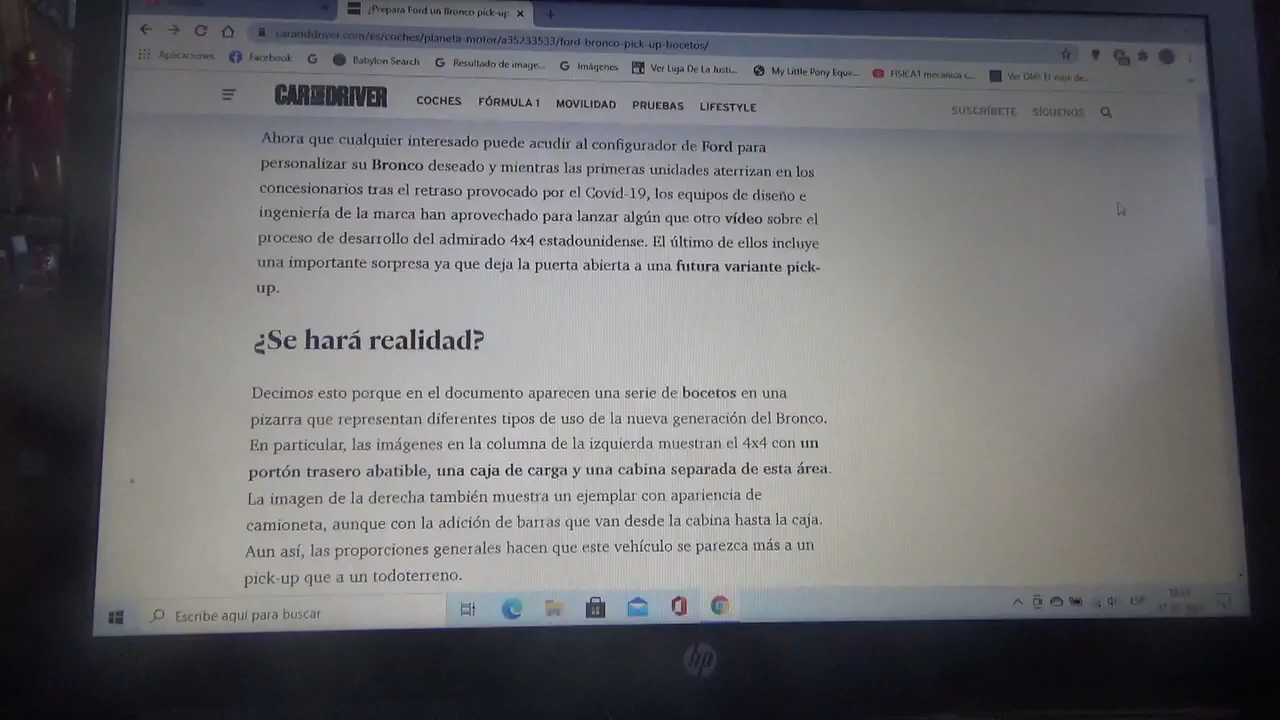 ¿Prepara Ford un Bronco pick-up
caranddriver.com/es/coches/planeta-motor/a35233533/ford-bronco-pick-up-bocetos/
Aplicaciones Facebook Babylon Search Resultado de image... Imágenes Ver Liga De La Justi... My Little Pony Eque... FISICA1 mecanica c...
CAR AND DRIVER COCHES FÓRMULA 1 MOVILIDAD PRUEBAS LIFESTYLE SUSCRÍBETE SÍGUENOS
Ahora que cualquier interesado puede acudir al configurador de Ford para
personalizar su Bronco deseado y mientras las primeras unidades aterrizan en los
concesionarios tras el retraso provocado por el Covid-19, los equipos de diseño e
ingeniería de la marca han aprovechado para lanzar algún que otro vídeo sobre el
proceso de desarrollo del admirado 4x4 estadounidense. El último de ellos incluye
una importante sorpresa ya que deja la puerta abierta a una futura variante pick-
up.
¿Se hará realidad?
Decimos esto porque en el documento aparecen una serie de bocetos en una
pizarra que representan diferentes tipos de uso de la nueva generación del Bronco.
En particular, las imágenes en la columna de la izquierda muestran el 4x4 con un
portón trasero abatible, una caja de carga y una cabina separada de esta área.
La imagen de la derecha también muestra un ejemplar con apariencia de
camioneta, aunque con la adición de barras que van desde la cabina hasta la caja.
Aun así, las proporciones generales hacen que este vehículo se parezca más a un
pick-up que a un todoterreno.
Escribe aquí para buscar ESP
hp